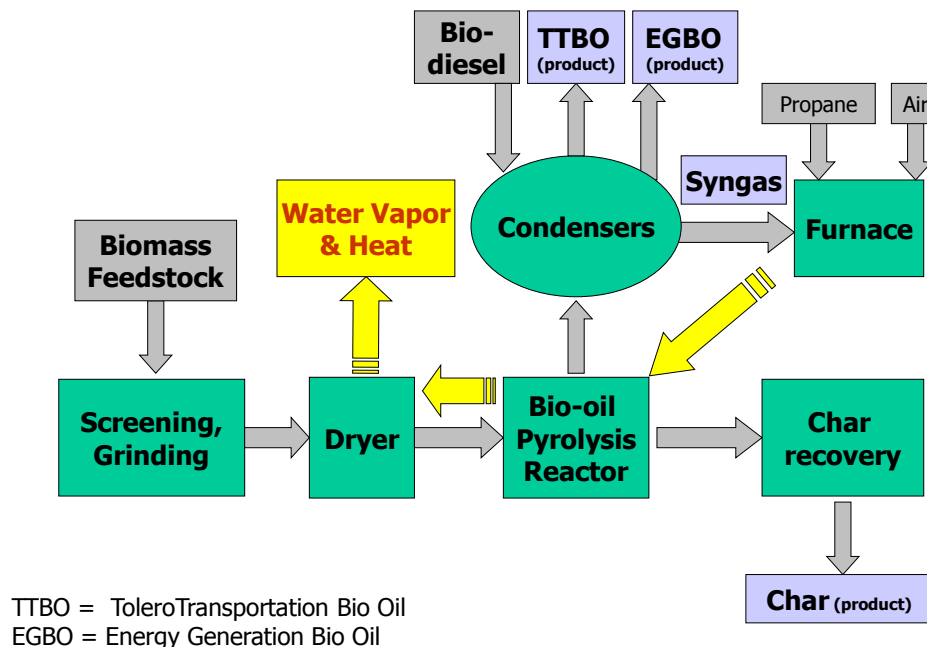 Bio-
diesel
TTBO
(product)
EGBO
(product)
Propane
Air
Syngas
Water Vapor
& Heat
Condensers
Furnace
Biomass
Feedstock
Screening,
Grinding
Dryer
Bio-oil
Pyrolysis
Reactor
Char
recovery
Char (product)
TTBO =  ToleroTransportation Bio Oil
EGBO = Energy Generation Bio Oil